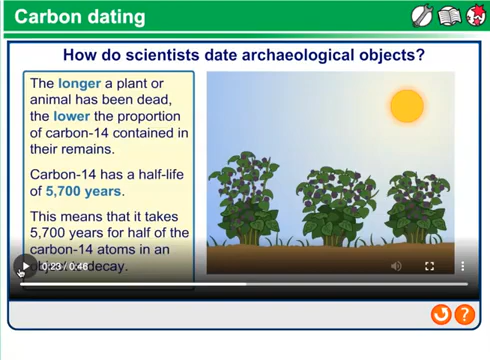 Carbon dating
How do scientists date archaeological objects?
The longer a plant or
animal has been dead,
the lower the proportion
of carbon-14 contained in
their remains.
Carbon-14 has a half-life
of 5,700 years.
This means that it takes
5,700 years for half of the
carbon-14 atoms in an
object to decay.
0:23 / 0:46
?